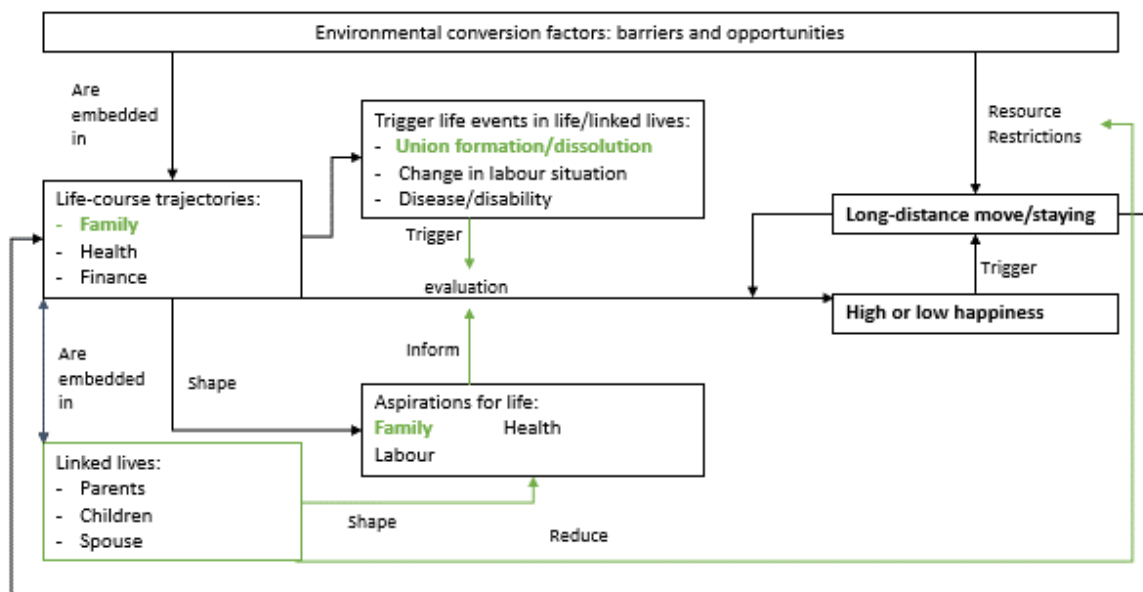 Environmental conversion factors: barriers and opportunities
Are
embedded
in
Resource
Restrictions
Trigger life events in life/linked lives:
- Union formation/dissolution
- Change in labour situation
- Disease/disability
Life-course trajectories:
- Family
- Health
- Finance
Long-distance move/staying
Trigger
Trigger
evaluation
High or low happiness
Inform
Are
embedded
in
Shape
Aspirations for life:
Family Health
Labour
Linked lives:
- Parents
- Children
- Spouse
Shape
Reduce